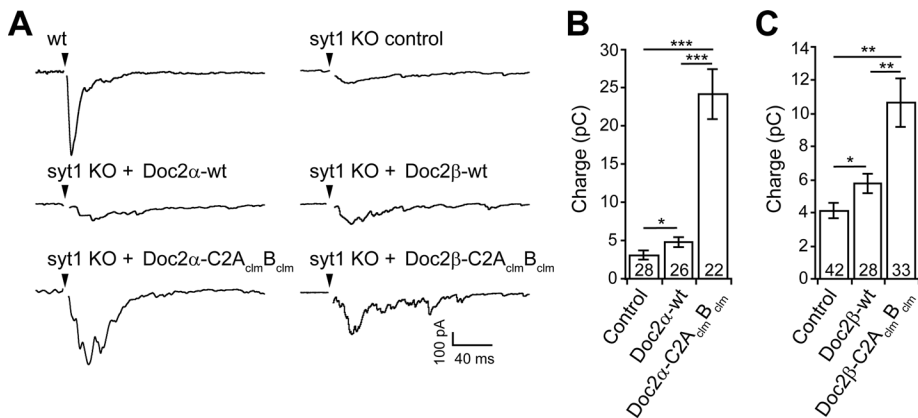 A
wt
syt1 KO control
syt1 KO + Doc2α-wt
syt1 KO + Doc2β-wt
syt1 KO + Doc2α-C2AclmBclm
syt1 KO + Doc2β-C2AclmBclm
100 pA
40 ms
B
Charge (pC)
30
25
20
15
10
5
0
***
***
*
28
26
22
Control
Doc2α-wt
Doc2α-C2AclmBclm
C
Charge (pC)
14
12
10
8
6
4
2
0
**
**
*
42
28
33
Control
Doc2β-wt
Doc2β-C2AclmBclm